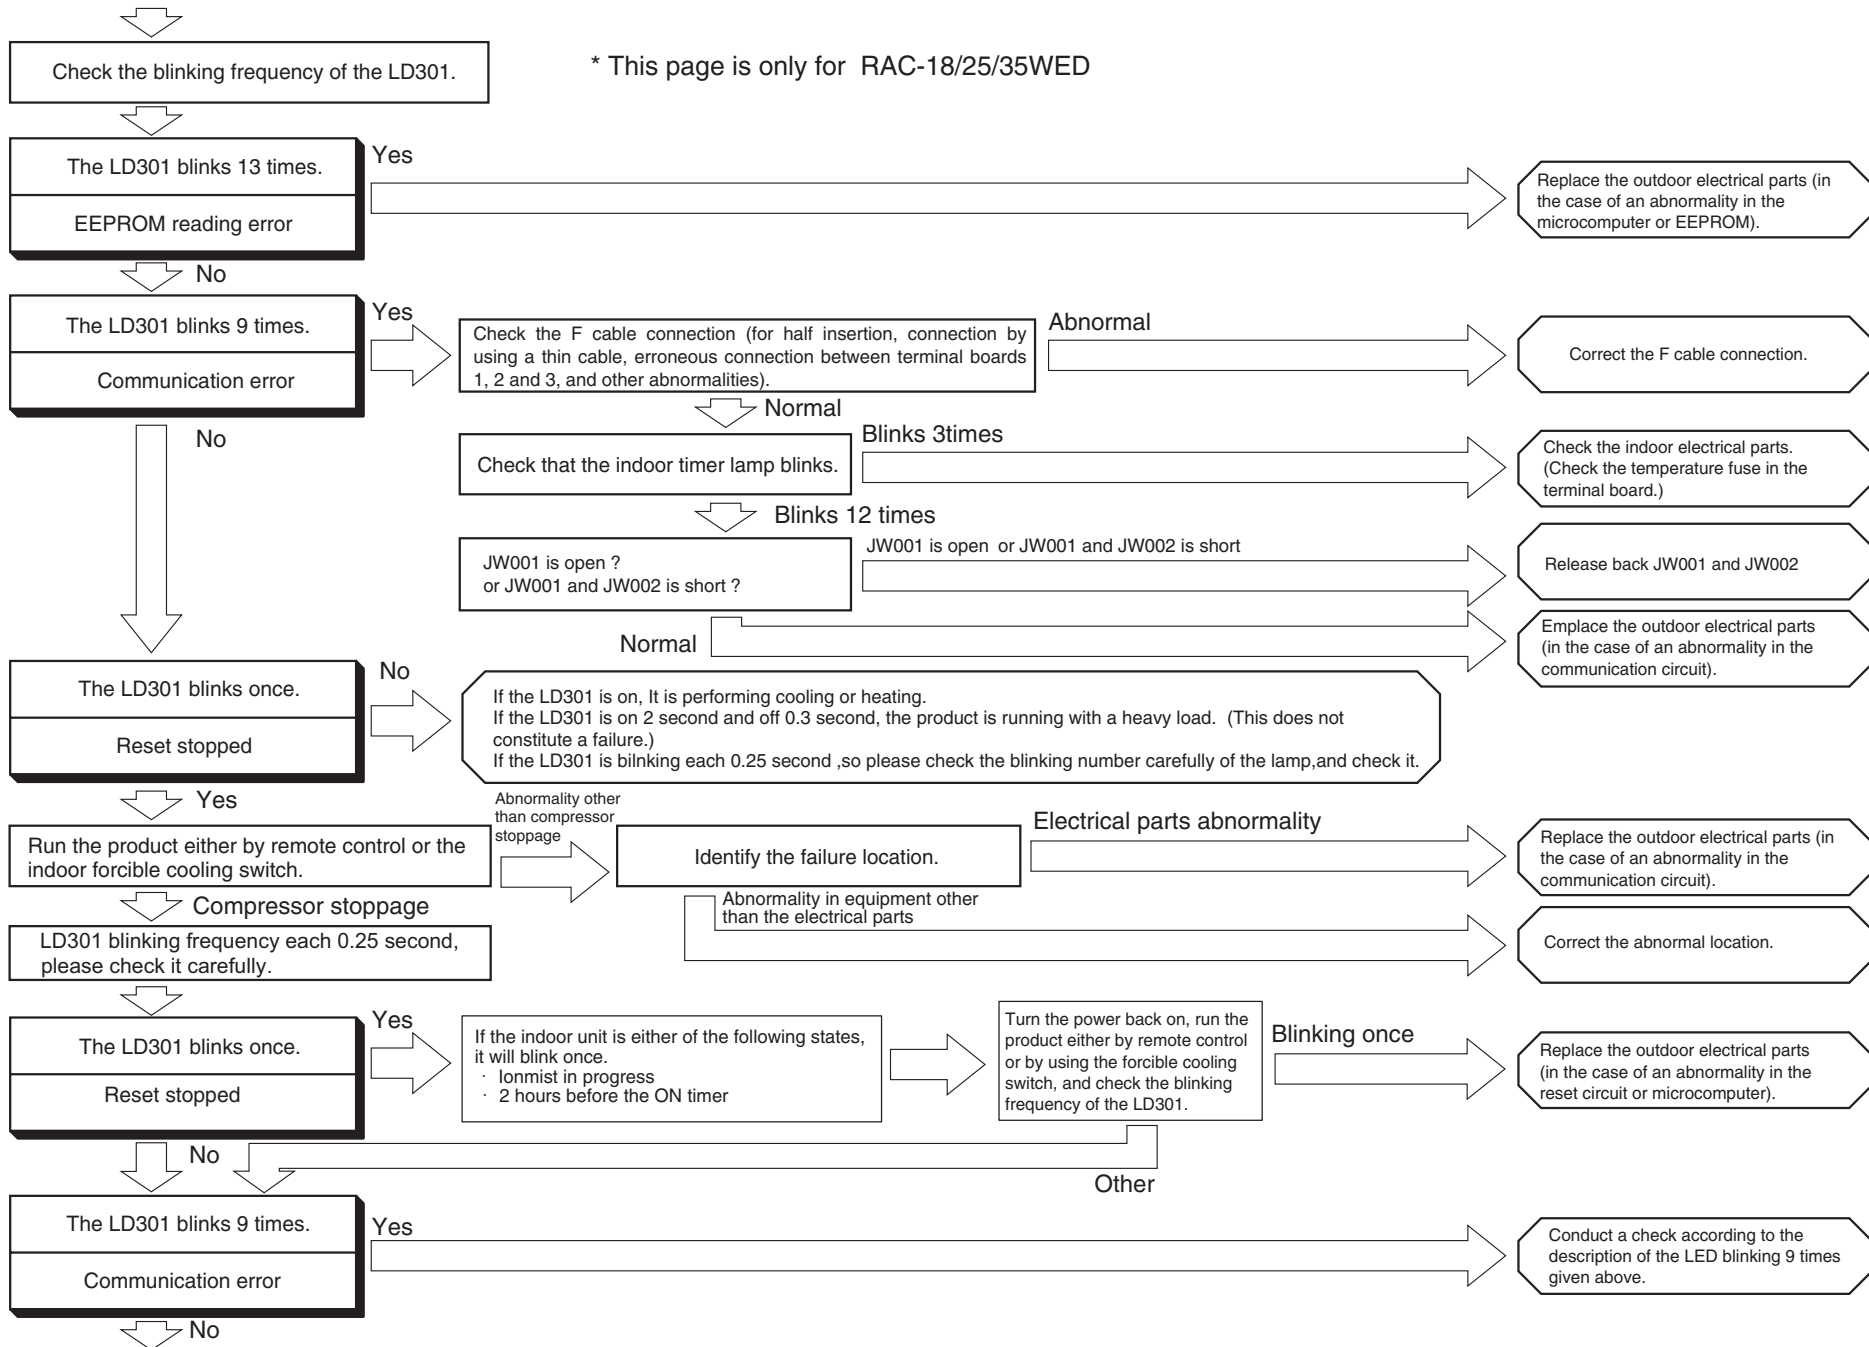 Check the blinking frequency of the LD301.
* This page is only for RAC-18/25/35WED
The LD301 blinks 13 times.
EEPROM reading error
Yes
Replace the outdoor electrical parts (in
the case of an abnormality in the
microcomputer or EEPROM).
No
The LD301 blinks 9 times.
Communication error
Yes
Check the F cable connection (for half insertion, connection by
using a thin cable, erroneous connection between terminal boards
1, 2 and 3, and other abnormalities).
Abnormal
Correct the F cable connection.
Normal
No
Check that the indoor timer lamp blinks.
Blinks 3times
Check the indoor electrical parts.
(Check the temperature fuse in the
terminal board.)
Blinks 12 times
JW001 is open ?
or JW001 and JW002 is short ?
JW001 is open or JW001 and JW002 is short
Release back JW001 and JW002
Normal
Emplace the outdoor electrical parts
(in the case of an abnormality in the
communication circuit).
The LD301 blinks once.
Reset stopped
No
If the LD301 is on, It is performing cooling or heating.
If the LD301 is on 2 second and off 0.3 second, the product is running with a heavy load. (This does not
constitute a failure.)
If the LD301 is bilnking each 0.25 second ,so please check the blinking number carefully of the lamp,and check it.
Yes
Run the product either by remote control or the
indoor forcible cooling switch.
Abnormality other
than compressor
stoppage
Identify the failure location.
Electrical parts abnormality
Replace the outdoor electrical parts (in
the case of an abnormality in the
communication circuit).
Compressor stoppage
Abnormality in equipment other
than the electrical parts
Correct the abnormal location.
LD301 blinking frequency each 0.25 second,
please check it carefully.
The LD301 blinks once.
Reset stopped
Yes
If the indoor unit is either of the following states,
it will blink once.
· Ionmist in progress
· 2 hours before the ON timer
Turn the power back on, run the
product either by remote control
or by using the forcible cooling
switch, and check the blinking
frequency of the LD301.
Blinking once
Replace the outdoor electrical parts
(in the case of an abnormality in the
reset circuit or microcomputer).
No
Other
The LD301 blinks 9 times.
Communication error
Yes
Conduct a check according to the
description of the LED blinking 9 times
given above.
No